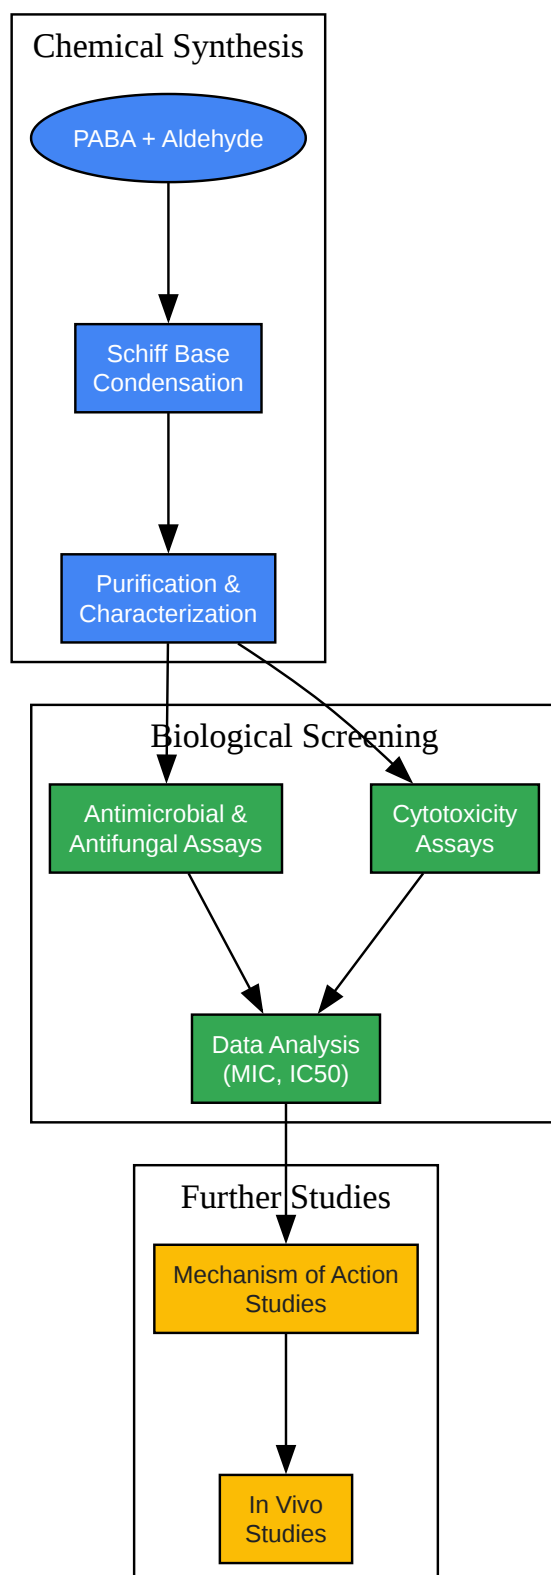 Chemical Synthesis
PABA + Aldehyde
Schiff Base
Condensation
Purification &
Characterization
Biological Screening
Antimicrobial &
Antifungal Assays
Cytotoxicity
Assays
Data Analysis
(MIC, IC50)
Further Studies
Mechanism of Action
Studies
In Vivo
Studies